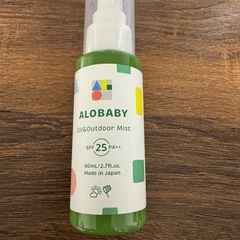 ALOBABY
UV&Outdoor Mist
SPF 25 PA++
80mL/2.7fl.oz.
Made in Japan